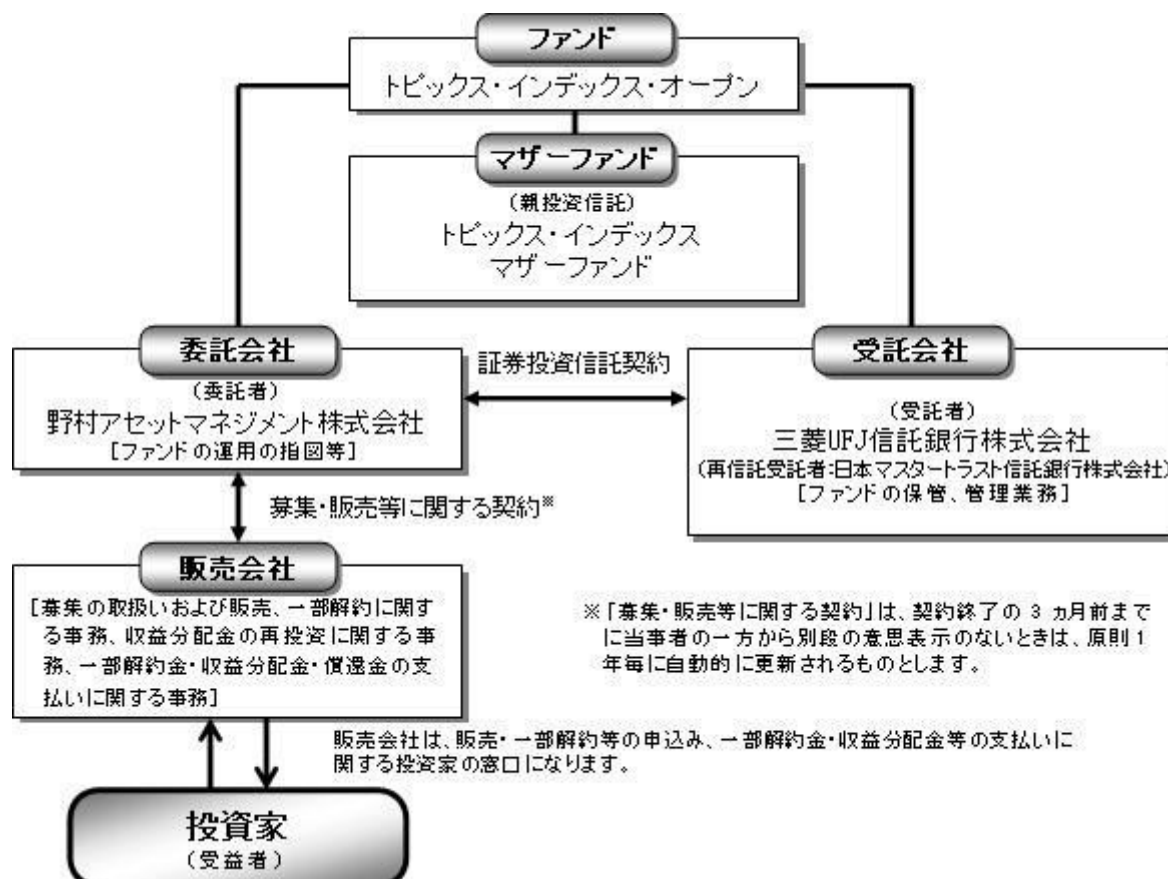 ファンド
トピックス・インデックス・オープン
マザーファンド
(親投資信託)
トピックス・インデックス
マザーファンド
委託会社
(委託者)
野村アセットマネジメント株式会社
[ファンドの運用の指図等]
証券投資信託契約
受託会社
(受託者)
三菱UFJ信託銀行株式会社
(再信託受託者:日本マスタートラスト信託銀行株式会社)
[ファンドの保管、管理業務]
募集・販売等に関する契約※
販売会社
[募集の取扱いおよび販売、一部解約に関す
る事務、収益分配金の再投資に関する事
務、一部解約金・収益分配金・償還金の支
払いに関する事務]
※「募集・販売等に関する契約」は、契約終了の 3 ヵ月前まで
に当事者の一方から別段の意思表示のないときは、原則 1
年毎に自動的に更新されるものとします。
販売会社は、販売・一部解約等の申込み、一部解約金・収益分配金等の支払いに
関する投資家の窓口になります。
投資家
(受益者)